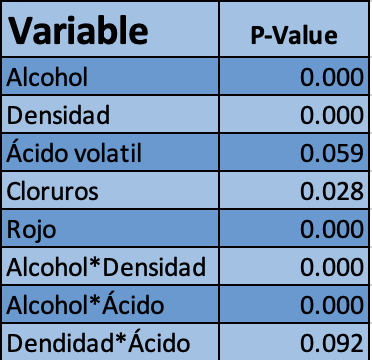 Variable P-Value
Alcohol 0.000
Densidad 0.000
Ácido volatil 0.059
Cloruros 0.028
Rojo 0.000
Alcohol*Densidad 0.000
Alcohol*Ácido 0.000
Dendidad*Ácido 0.092